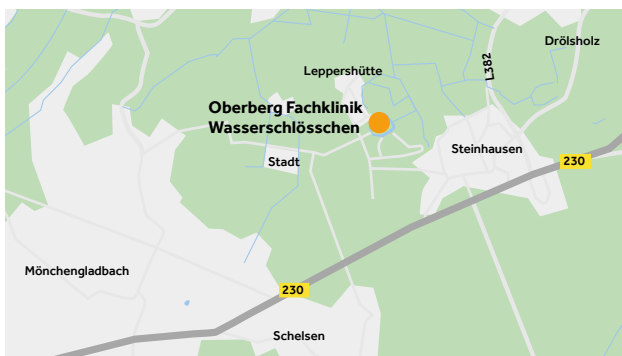 Drölsholz
L382
Leppershütte
Oberberg Fachklinik
Wasserschlösschen
Steinhausen
Stadt
230
Mönchengladbach
230
Schelsen